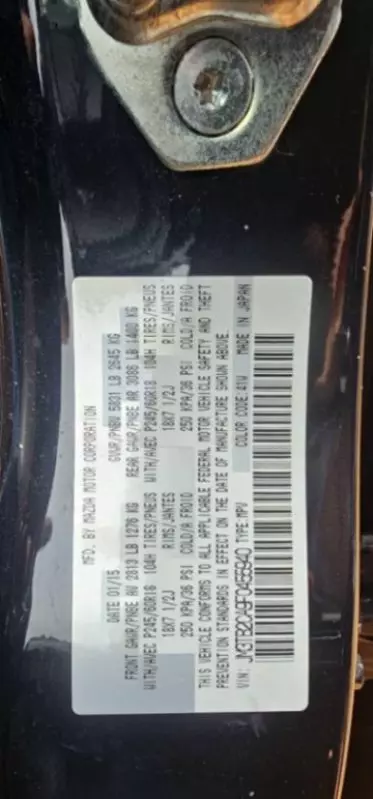 MFD. BY MAZDA MOTOR CORPORATION
DATE 01/15 GVWR/PNBV 5831 LB 2645 KG
FRONT GAWR/PNBE AV 2813 LB 1276 KG REAR GAWR/PNBE AR 3086 LB 1400 KG
WITH/AVEC P245/60R18 104H TIRES/PNEUS WITH/AVEC P245/60R18 104H TIRES/PNEUS
18X7 1/2J RIMS/JANTES 18X7 1/2J RIMS/JANTES
250 KPA/36 PSI COLD/A FROID 250 KPA/36 PSI COLD/A FROID
THIS VEHICLE CONFORMS TO ALL APPLICABLE FEDERAL MOTOR VEHICLE SAFETY AND THEFT
PREVENTION STANDARDS IN EFFECT ON THE DATE OF MANUFACTURE SHOWN ABOVE.
VIN: TYPE:MPV COLOR CODE:41V MADE IN JAPAN